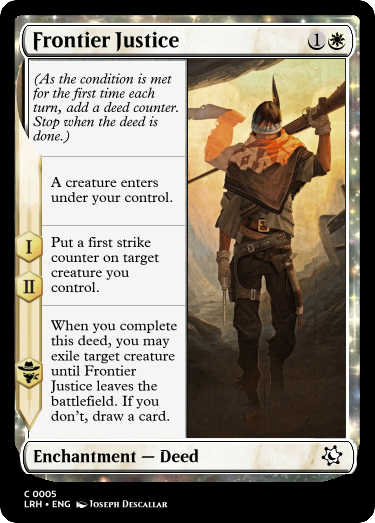 Frontier Justice 1
(As the condition is met
for the first time each
turn, add a deed counter.
Stop when the deed is
done.)
A creature enters
under your control.
I
II
Put a first strike
counter on target
creature you
control.
When you complete
this deed, you may
exile target creature
until Frontier
Justice leaves the
battlefield. If you
don't, draw a card.
Enchantment — Deed
C 0005
LRH • ENG Joseph Descallar